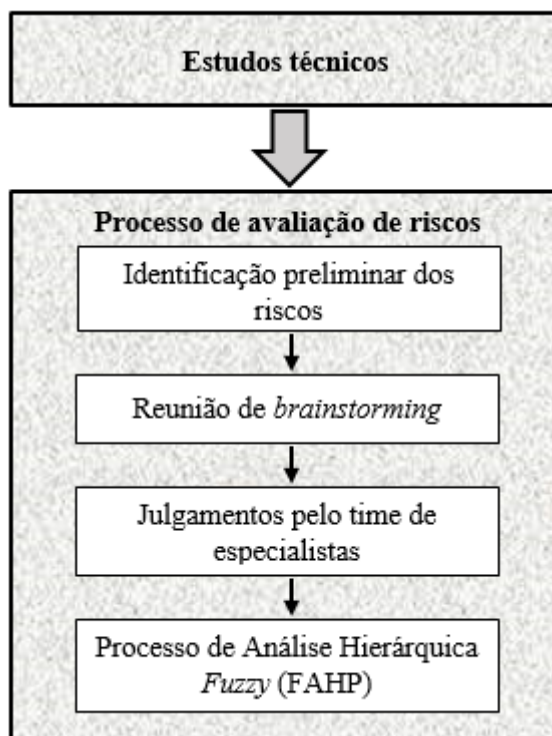 Estudos técnicos
Processo de avaliação de riscos
Identificação preliminar dos
riscos
Reunião de brainstorming
Julgamentos pelo time de
especialistas
Processo de Análise Hierárquica
Fuzzy (FAHP)